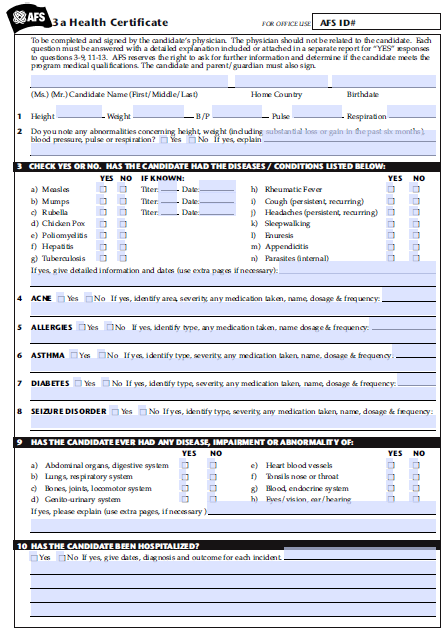 AFS 3a Health Certificate FOR OFFICE USE AFS ID#
To be completed and signed by the candidate's physician. The physician should not be related to the candidate. Each
question must be answered with a detailed explanation included or attached in a separate report for "YES" responses
to questions 3-9, 11-13. AFS reserves the right to ask for further information and determine if the candidate meets the
program medical qualifications. The candidate and parent/guardian must also sign.
(Ms.) (Mr.) Candidate Name (First/Middle/Last) Home Country Birthdate
1 Height Weight B/P Pulse Respiration
2 Do you note any abnormalities concerning height, weight (including substantial loss or gain in the past six months),
blood pressure, pulse or respiration? Yes No If yes, explain
3 CHECK YES OR NO. HAS THE CANDIDATE HAD THE DISEASES / CONDITIONS LISTED BELOW:
YES NO IF KNOWN: YES NO
a) Measles Titer: Date: h) Rheumatic Fever
b) Mumps Titer: Date: i) Cough (persistent, recurring)
c) Rubella Titer: Date: j) Headaches (persistent, recurring)
d) Chicken Pox k) Sleepwalking
e) Poliomyelitis l) Enuresis
f) Hepatitis m) Appendicitis
g) Tuberculosis n) Parasites (internal)
If yes, give detailed information and dates (use extra pages if necessary):
4 ACNE Yes No If yes, identify area, severity, any medication taken, name, dosage & frequency:
5 ALLERGIES Yes No If yes, identify type, any medication taken, name, dosage & frequency:
6 ASTHMA Yes No If yes, identify type, severity, any medication taken, name, dosage & frequency:
7 DIABETES Yes No If yes, identify type, severity, any medication taken, name, dosage & frequency:
8 SEIZURE DISORDER Yes No If yes, identify type, severity, any medication taken, name, dosage & frequency:
9 HAS THE CANDIDATE EVER HAD ANY DISEASE, IMPAIRMENT OR ABNORMALITY OF:
YES NO YES NO
a) Abdominal organs, digestive system e) Heart blood vessels
b) Lungs, respiratory system f) Tonsils nose or throat
c) Bones, joints, locomotor system g) Blood, endocrine system
d) Genito-urinary system h) Eyes/vision, ear/hearing
If yes, please explain (use extra pages if necessary)
10 HAS THE CANDIDATE BEEN HOSPITALIZED?
Yes No If yes, give dates, diagnosis and outcome for each incident.